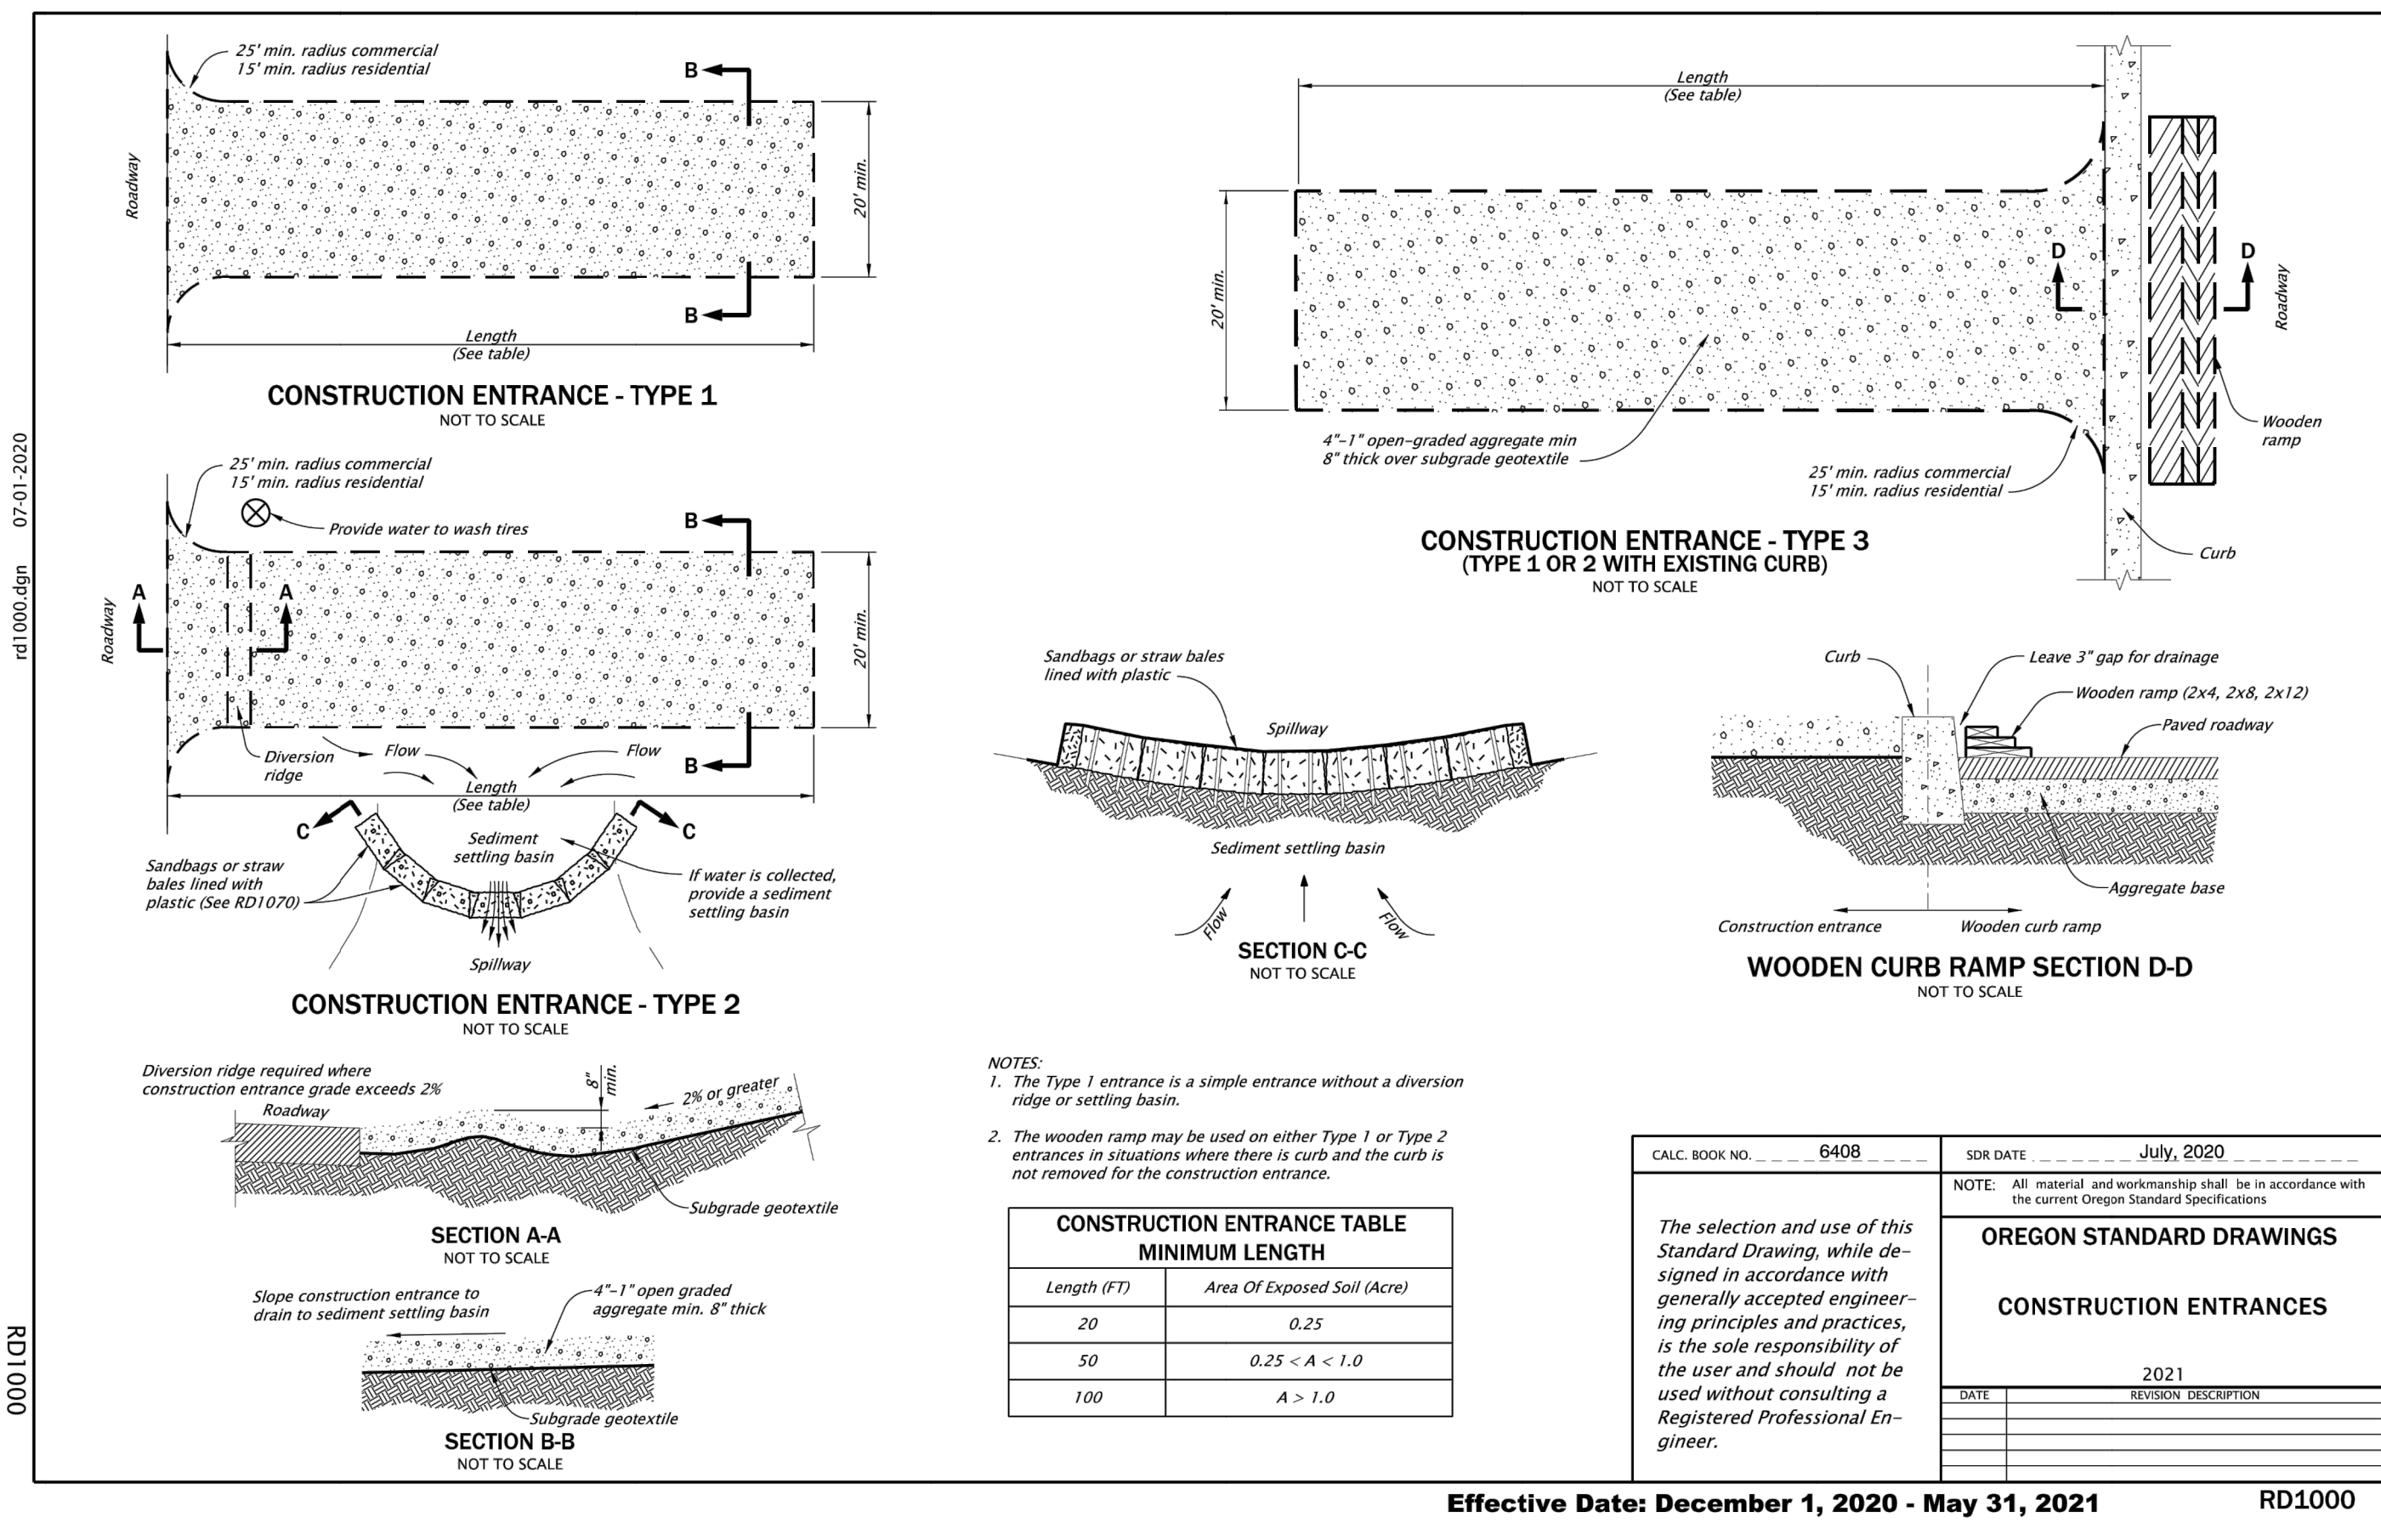 25' min. radius commercial
15' min. radius residential
B
Roadway
20' min.
B
Length
(See table)
CONSTRUCTION ENTRANCE - TYPE 1
NOT TO SCALE
25' min. radius commercial
15' min. radius residential
Provide water to wash tires
B
A
A
Roadway
20' min.
Diversion
ridge
Flow
Flow
B
Length
(See table)
C
C
Sediment
settling basin
Sandbags or straw
bales lined with
plastic (See RD1070)
If water is collected,
provide a sediment
settling basin
Spillway
CONSTRUCTION ENTRANCE - TYPE 2
NOT TO SCALE
Diversion ridge required where
construction entrance grade exceeds 2%
Roadway
8"
min.
2% or greater
Subgrade geotextile
SECTION A-A
NOT TO SCALE
Slope construction entrance to
drain to sediment settling basin
4"-1" open graded
aggregate min. 8" thick
Subgrade geotextile
SECTION B-B
NOT TO SCALE
Length
(See table)
20' min.
D
D
Roadway
4"-1" open-graded aggregate min
8" thick over subgrade geotextile
25' min. radius commercial
15' min. radius residential
Wooden
ramp
Curb
CONSTRUCTION ENTRANCE - TYPE 3
(TYPE 1 OR 2 WITH EXISTING CURB)
NOT TO SCALE
Sandbags or straw bales
lined with plastic
Spillway
Sediment settling basin
Flow
Flow
SECTION C-C
NOT TO SCALE
Curb
Leave 3" gap for drainage
Wooden ramp (2x4, 2x8, 2x12)
Paved roadway
Aggregate base
Construction entrance
Wooden curb ramp
WOODEN CURB RAMP SECTION D-D
NOT TO SCALE
NOTES:
1. The Type 1 entrance is a simple entrance without a diversion
ridge or settling basin.
2. The wooden ramp may be used on either Type 1 or Type 2
entrances in situations where there is curb and the curb is
not removed for the construction entrance.
CONSTRUCTION ENTRANCE TABLE
MINIMUM LENGTH
Length (FT) Area Of Exposed Soil (Acre)
20 0.25
50 0.25 < A < 1.0
100 A > 1.0
CALC. BOOK NO. 6408
SDR DATE July, 2020
NOTE: All material and workmanship shall be in accordance with
the current Oregon Standard Specifications
The selection and use of this
Standard Drawing, while de-
signed in accordance with
generally accepted engineer-
ing principles and practices,
is the sole responsibility of
the user and should not be
used without consulting a
Registered Professional En-
gineer.
OREGON STANDARD DRAWINGS
CONSTRUCTION ENTRANCES
2021
DATE REVISION DESCRIPTION
Effective Date: December 1, 2020 - May 31, 2021
RD1000
rd1000.dgn 07-01-2020
RD1000